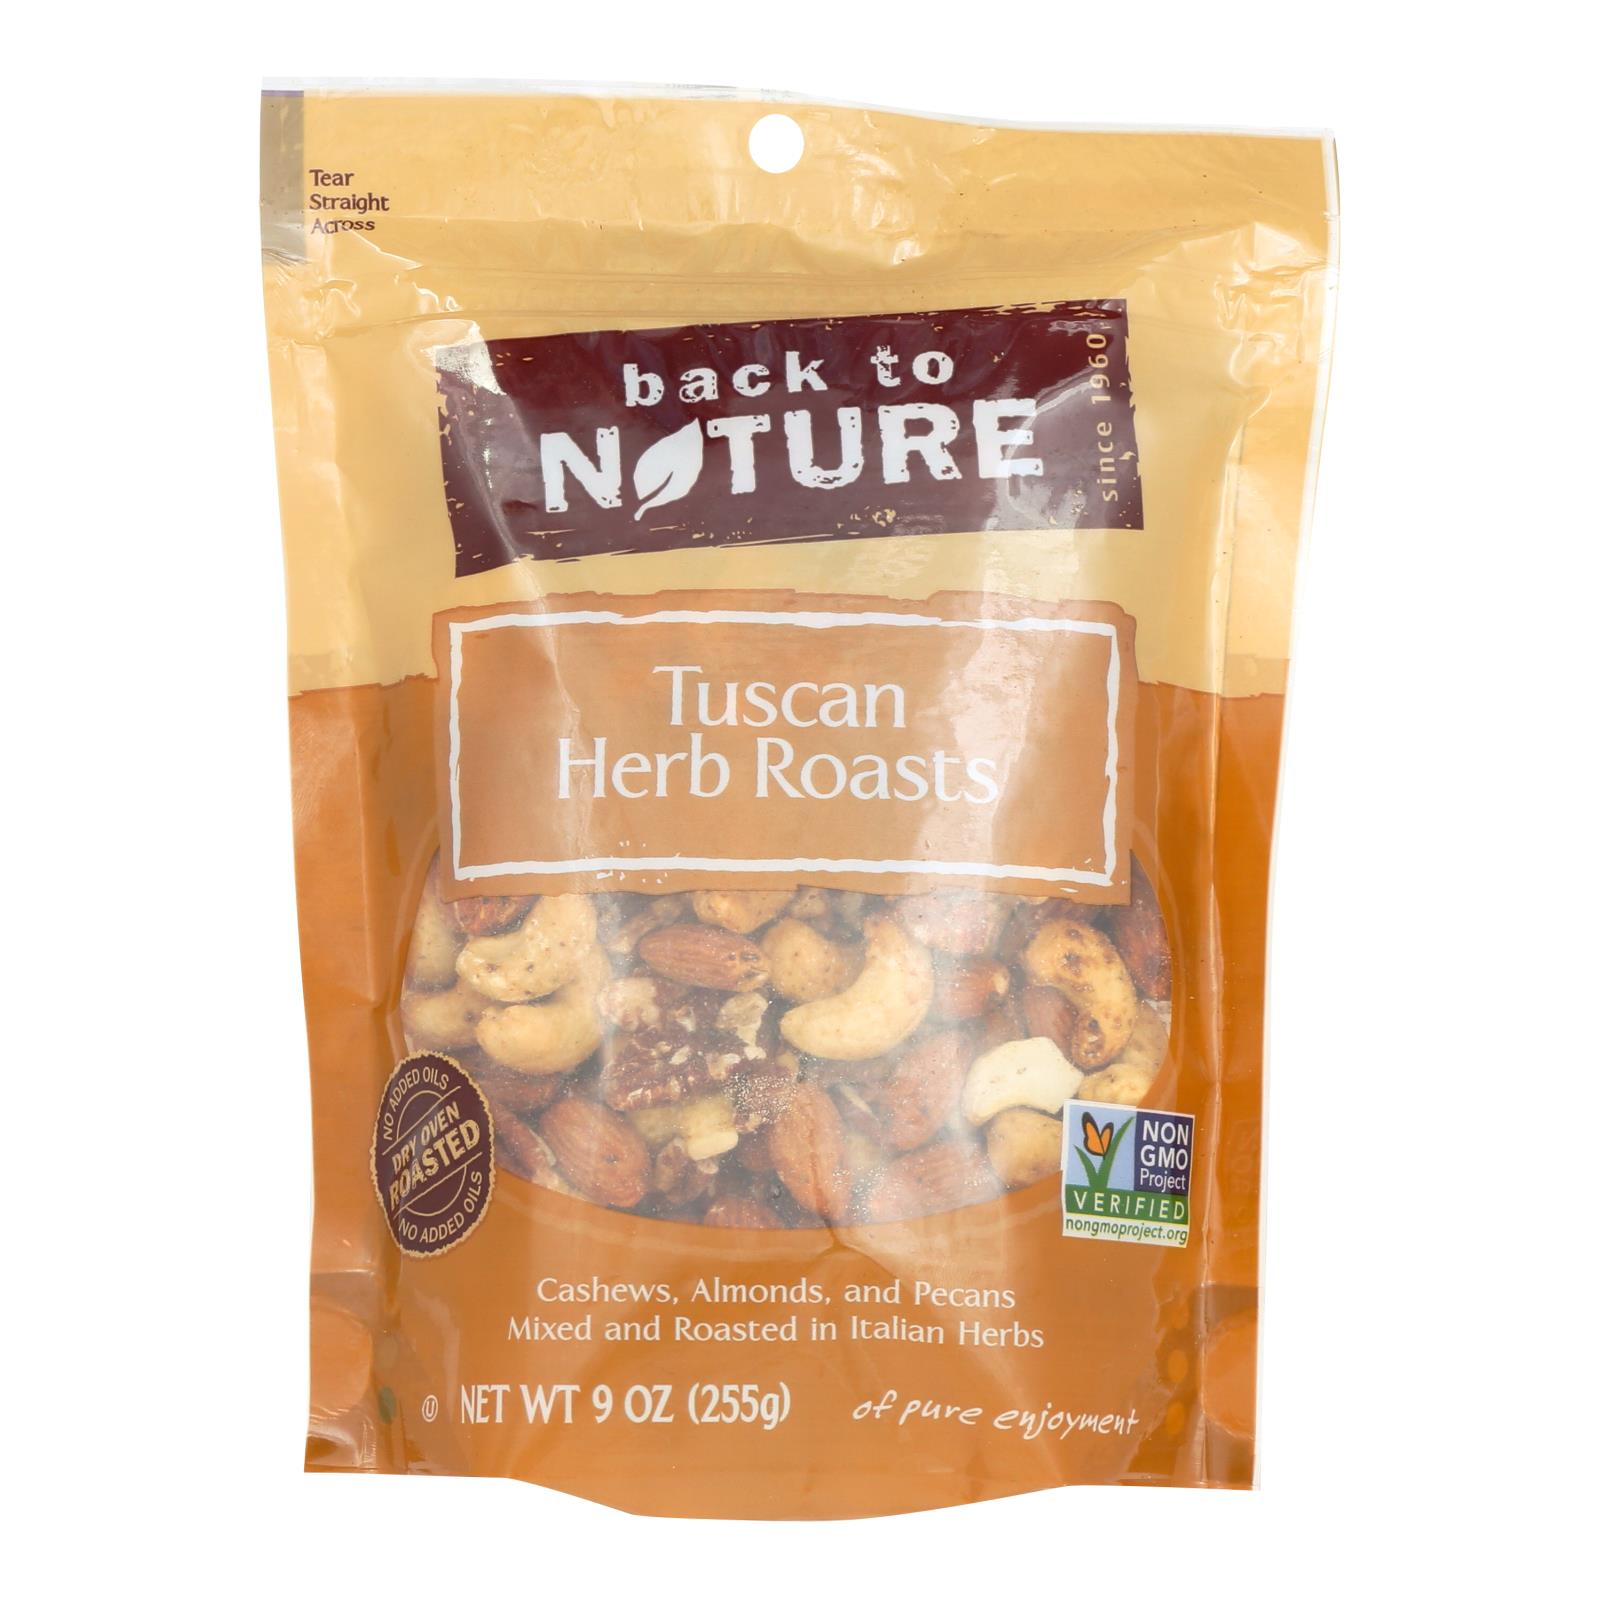 Tear
Straight
Across
back to
NATURE
since 1960
Tuscan
Herb Roasts
NO ADDED OILS
DRY OVEN
ROASTED
NO ADDED OILS
NON
GMO
Project
VERIFIED
nongmoproject.org
Cashews, Almonds, and Pecans
Mixed and Roasted in Italian Herbs
U NET WT 9 OZ (255g) of pure enjoyment